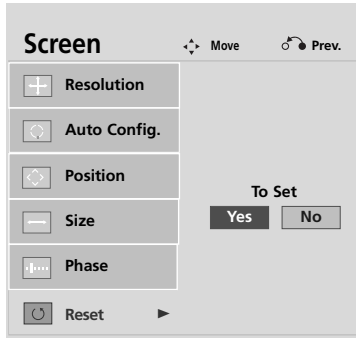 Screen Move Prev.
Resolution
Auto Config.
Position
To Set
Size Yes No
Phase
Reset